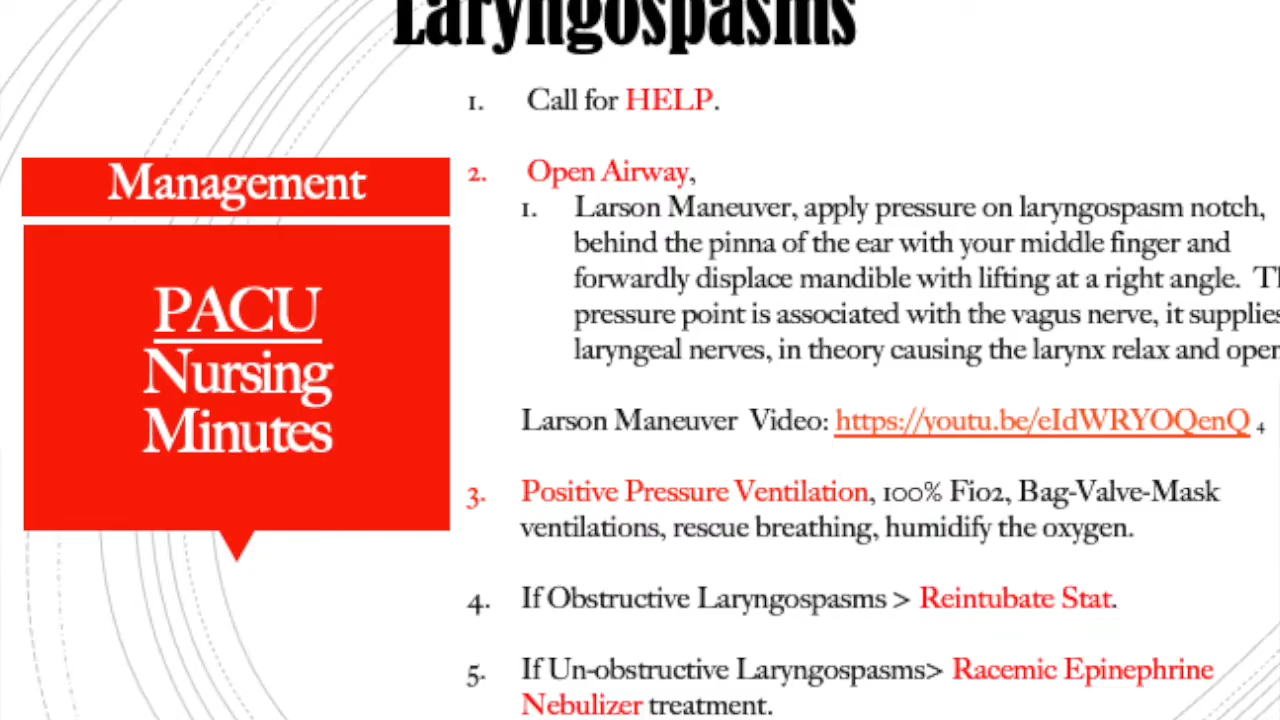 Laryngospasms
1. Call for HELP.
Management
2. Open Airway,
1. Larson Maneuver, apply pressure on laryngospasm notch,
behind the pinna of the ear with your middle finger and
forwardly displace mandible with lifting at a right angle.
pressure point is associated with the vagus nerve, it supplies
laryngeal nerves, in theory causing the larynx relax and open
PACU
Nursing
Minutes
Larson Maneuver Video: https://youtu.be/eIdWRYOQenQ 4
3. Positive Pressure Ventilation, 100% Fio2, Bag-Valve-Mask
ventilations, rescue breathing, humidify the oxygen.
4. If Obstructive Laryngospasms > Reintubate Stat.
5. If Un-obstructive Laryngospasms> Racemic Epinephrine
Nebulizer treatment.